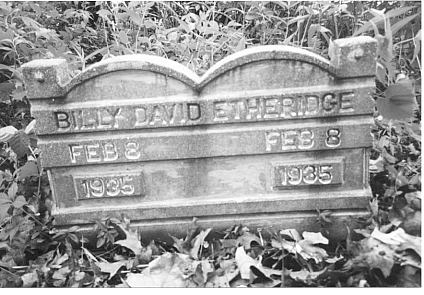 BILLY DAVID ETHERIDGE
FEB 8 FEB 8
1935 1935